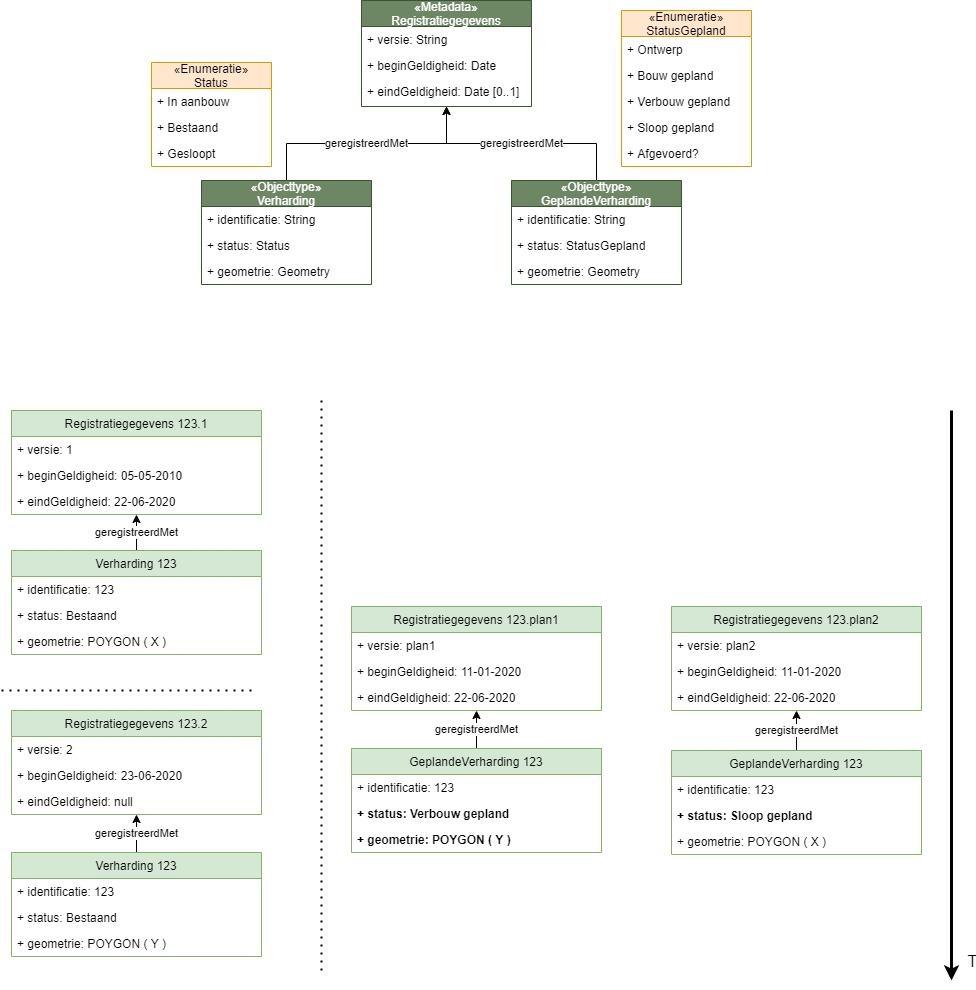 «Metadata»
Registratiegegevens
+ versie: String
+ beginGeldigheid: Date
+ eindGeldigheid: Date [0..1]
«Enumeratie»
StatusGepland
+ Ontwerp
+ Bouw gepland
+ Verbouw gepland
+ Sloop gepland
+ Afgevoerd?
«Enumeratie»
Status
+ In aanbouw
+ Bestaand
+ Gesloopt
geregistreerdMet
geregistreerdMet
«Objecttype»
Verharding
+ identificatie: String
+ status: Status
+ geometrie: Geometry
«Objecttype»
GeplandeVerharding
+ identificatie: String
+ status: StatusGepland
+ geometrie: Geometry
Registratiegegevens 123.1
+ versie: 1
+ beginGeldigheid: 05-05-2010
+ eindGeldigheid: 22-06-2020
geregistreerdMet
Verharding 123
+ identificatie: 123
+ status: Bestaand
+ geometrie: POYGON ( X )
Registratiegegevens 123.2
+ versie: 2
+ beginGeldigheid: 23-06-2020
+ eindGeldigheid: null
geregistreerdMet
Verharding 123
+ identificatie: 123
+ status: Bestaand
+ geometrie: POYGON ( Y )
Registratiegegevens 123.plan1
+ versie: plan1
+ beginGeldigheid: 11-01-2020
+ eindGeldigheid: 22-06-2020
geregistreerdMet
GeplandeVerharding 123
+ identificatie: 123
+ status: Verbouw gepland
+ geometrie: POYGON ( Y )
Registratiegegevens 123.plan2
+ versie: plan2
+ beginGeldigheid: 11-01-2020
+ eindGeldigheid: 22-06-2020
geregistreerdMet
GeplandeVerharding 123
+ identificatie: 123
+ status: Sloop gepland
+ geometrie: POYGON ( X )
T